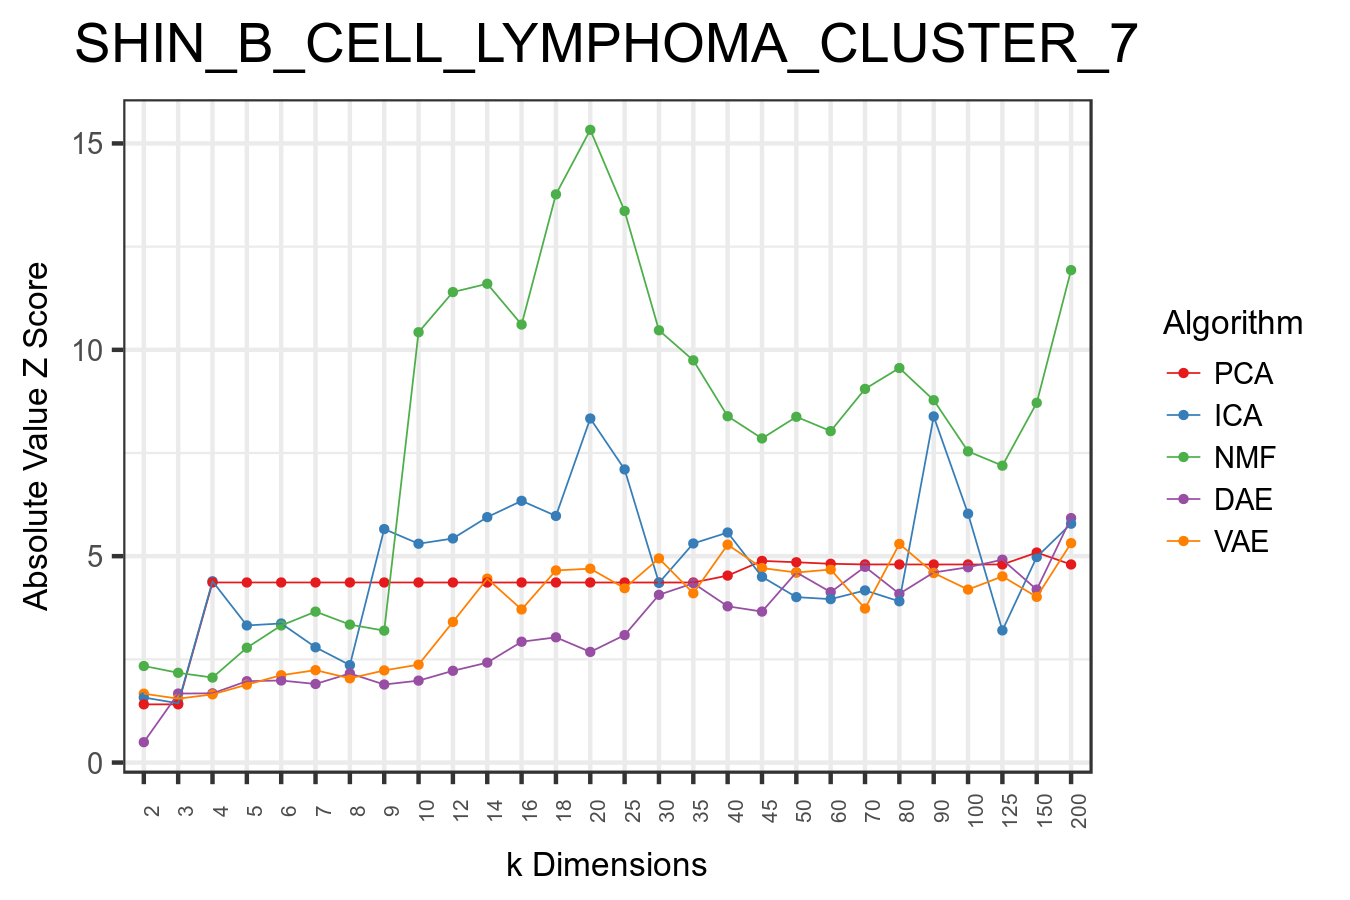 SHIN_B_CELL_LYMPHOMA_CLUSTER_7
Absolute Value Z Score
15
10
5
0
2 3 4 5 6 7 8 9 10 12 14 16 18 20 25 30 35 40 45 50 60 70 80 90 100 125 150 200
k Dimensions
Algorithm
PCA
ICA
NMF
DAE
VAE